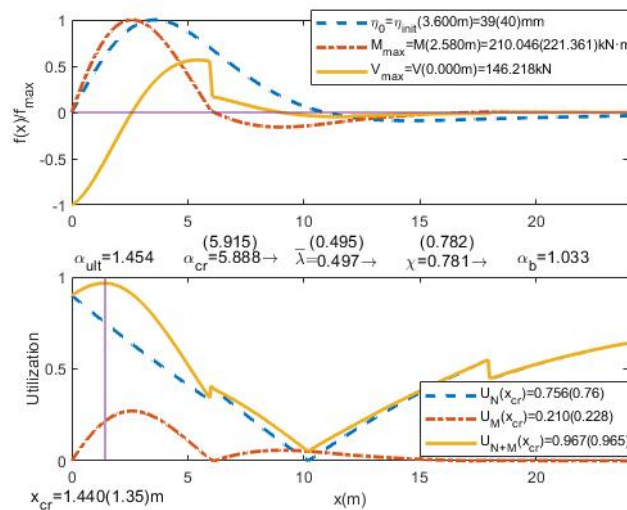 η₀=η_init(3.600m)=39(40)mm
M_max=M(2.580m)=210.046(221.361)kN·m
V_max=V(0.000m)=146.218kN
f(x)/f_max
1
0.5
0
-0.5
-1
0 5 10 15 20
(5.915) (0.495) (0.782)
α_ult=1.454 α_cr=5.888→ λ̅=0.497→ χ=0.781→ α_b=1.033
Utilization
1
0.5
0
U_N(x_cr)=0.756(0.76)
U_M(x_cr)=0.210(0.228)
U_N+M(x_cr)=0.967(0.965)
0 5 10 15 20
x_cr=1.440(1.35)m x(m)